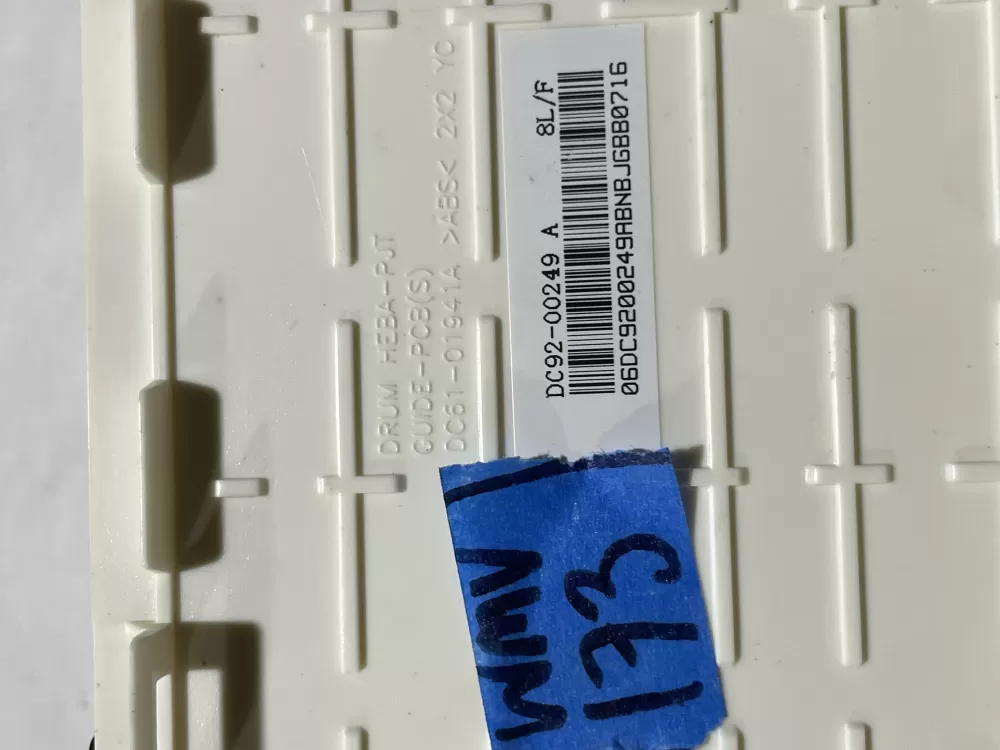 DRUM HEBA-PJT
GUIDE-PCB(S)
DC61-01941A >ABS< 2X2 YC
DC92-00249 A 8L/F
06DC9200249ABNBJGBB0716
WMV
173